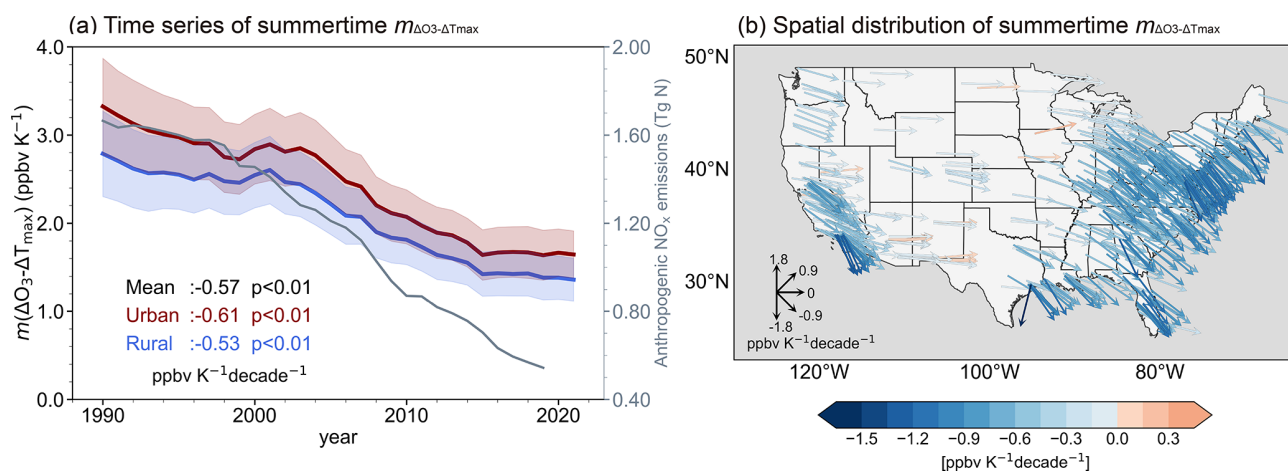 (a) Time series of summertime m_ΔO3-ΔTmax
4.0
3.0
2.0
1.0
0.0
m(ΔO₃-ΔT_max) (ppbv K⁻¹)
2.00
1.60
1.20
0.80
0.40
Anthropogenic NOₓ emissions (Tg N)
Mean :-0.57 p<0.01
Urban :-0.61 p<0.01
Rural :-0.53 p<0.01
ppbv K⁻¹decade⁻¹
1990 2000 2010 2020
year
(b) Spatial distribution of summertime m_ΔO3-ΔTmax
50°N
40°N
30°N
1.8
0.9
0
-0.9
-1.8
ppbv K⁻¹decade⁻¹
120°W 100°W 80°W
−1.5 −1.2 −0.9 −0.6 −0.3 0.0 0.3
[ppbv K⁻¹decade⁻¹]